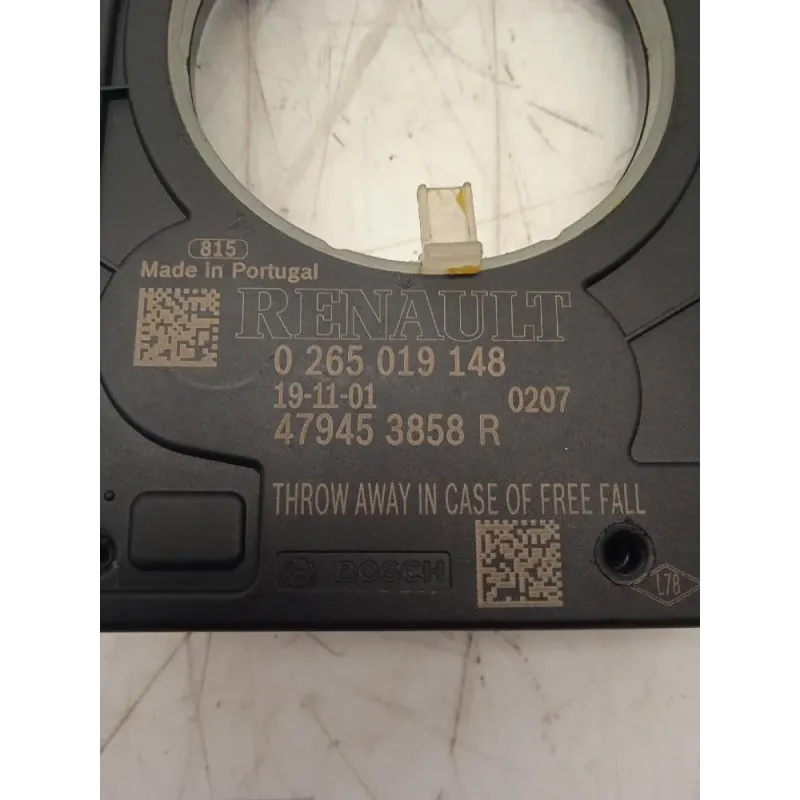 815
Made in Portugal
RENAULT
0 265 019 148
19-11-01 0207
47945 3858 R
THROW AWAY IN CASE OF FREE FALL
BOSCH
L78